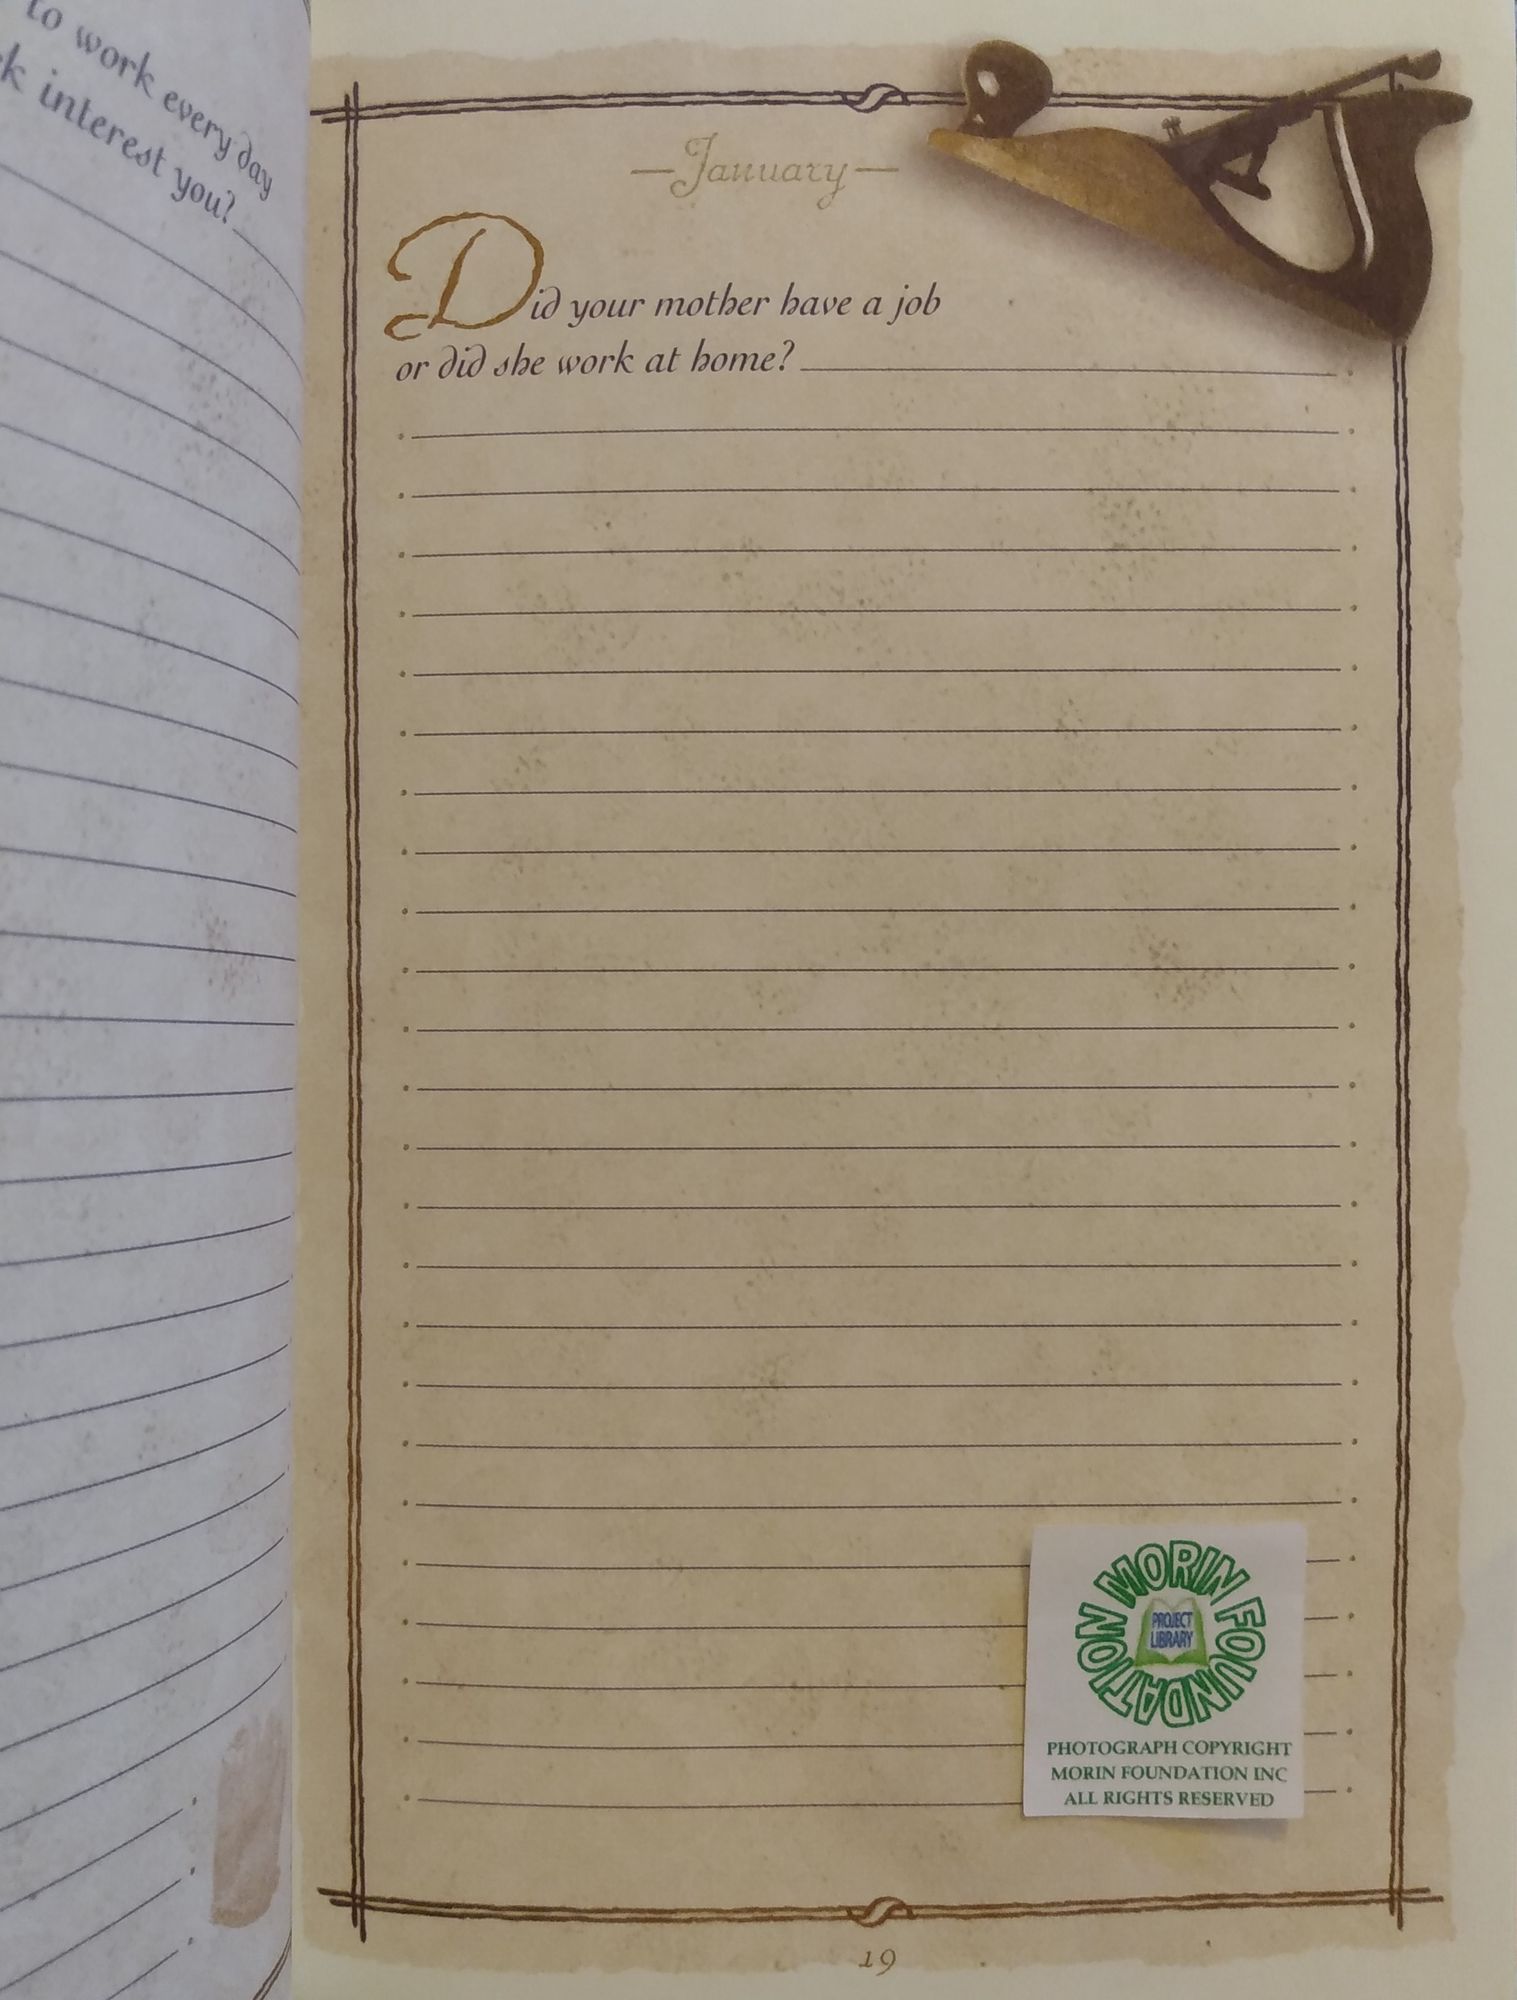 to work every day
interest you?
—January—
Did your mother have a job
or did she work at home?
MORIN FOUNDATION
PROJECT
LIBRARY
PHOTOGRAPH COPYRIGHT
MORIN FOUNDATION INC
ALL RIGHTS RESERVED
19